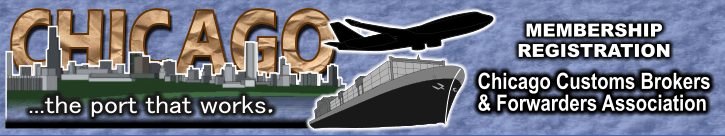 CHICAGO
...the port that works.
MEMBERSHIP
REGISTRATION
Chicago Customs Brokers
& Forwarders Association